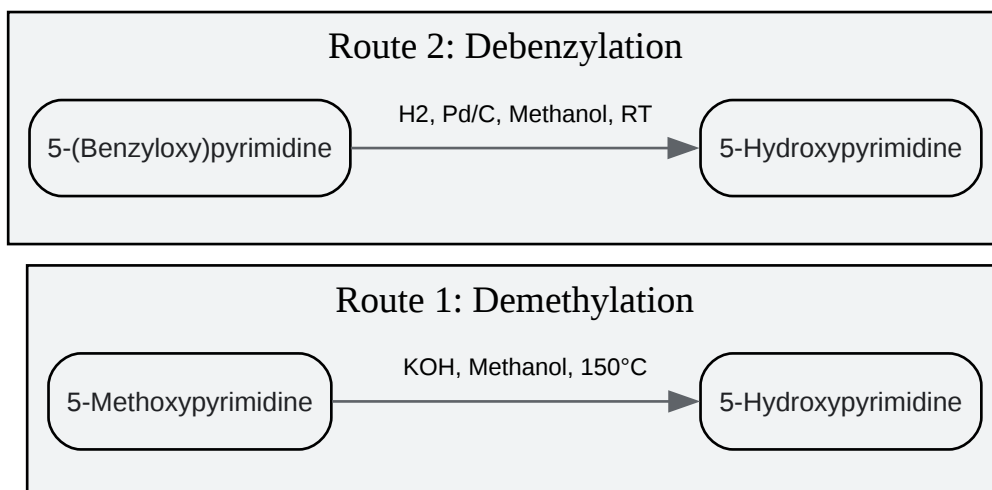 Route 2: Debenzylation
H2, Pd/C, Methanol, RT
5-(Benzyloxy)pyrimidine
5-Hydroxypyrimidine
Route 1: Demethylation
KOH, Methanol, 150°C
5-Methoxypyrimidine
5-Hydroxypyrimidine